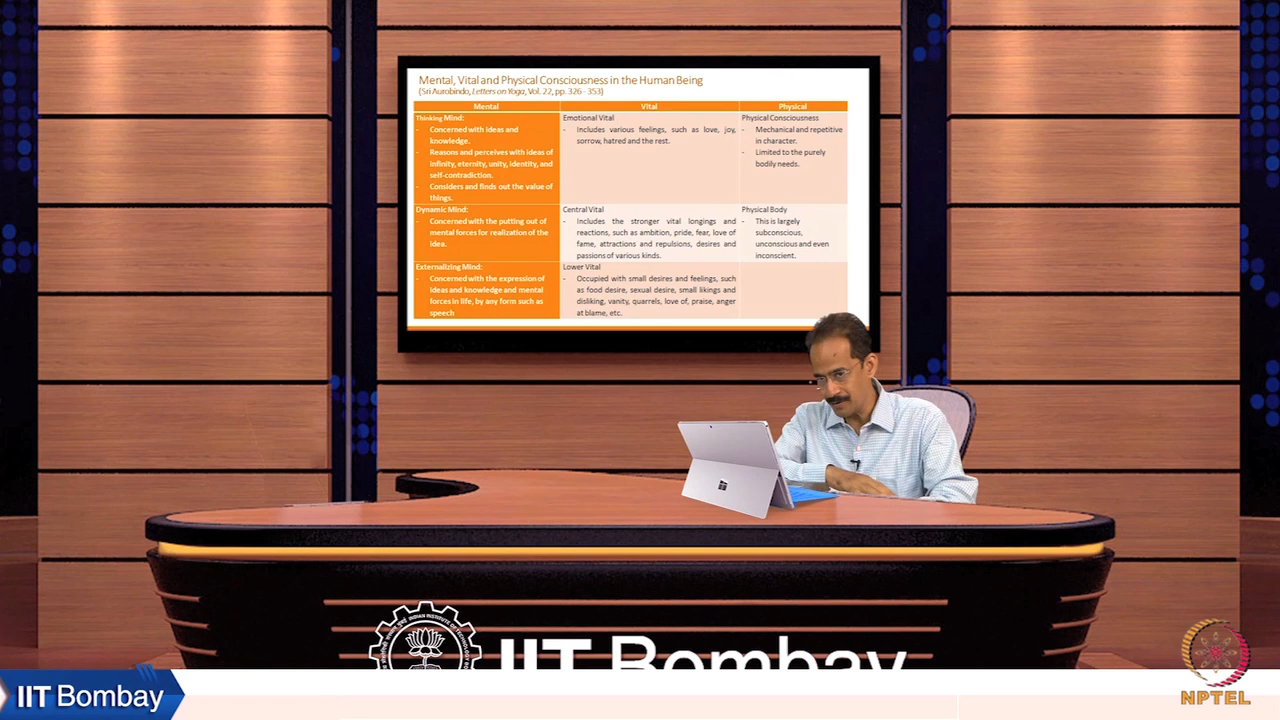 Mental, Vital and Physical Consciousness in the Human Being
(Sri Aurobindo, Letters on Yoga, Vol. 22, pp. 326 - 353)
Mental
Vital
Physical
Thinking Mind:
- Concerned with ideas and
knowledge.
- Reasons and perceives with ideas of
infinity, eternity, unity, identity, and
self-contradiction.
- Considers and finds out the value of
things.
Emotional Vital
- Includes various feelings, such as love, joy,
sorrow, hatred and the rest.
Physical Consciousness
- Mechanical and repetitive
in character.
- Limited to the purely
bodily needs.
Dynamic Mind:
- Concerned with the putting out of
mental forces for realization of the
idea.
Central Vital
- Includes the stronger vital longings and
reactions, such as ambition, pride, fear, love of
fame, attractions and repulsions, desires and
passions of various kinds.
Physical Body
- This is largely
subconscious,
unconscious and even
inconscient.
Externalizing Mind:
- Concerned with the expression of
ideas and knowledge and mental
forces in life, by any form such as
speech
Lower Vital
- Occupied with small desires and feelings, such
as food desire, sexual desire, small likings and
disliking, vanity, quarrels, love of, praise, anger
at blame, etc.
IIT Bombay
IIT Bombay
NPTEL